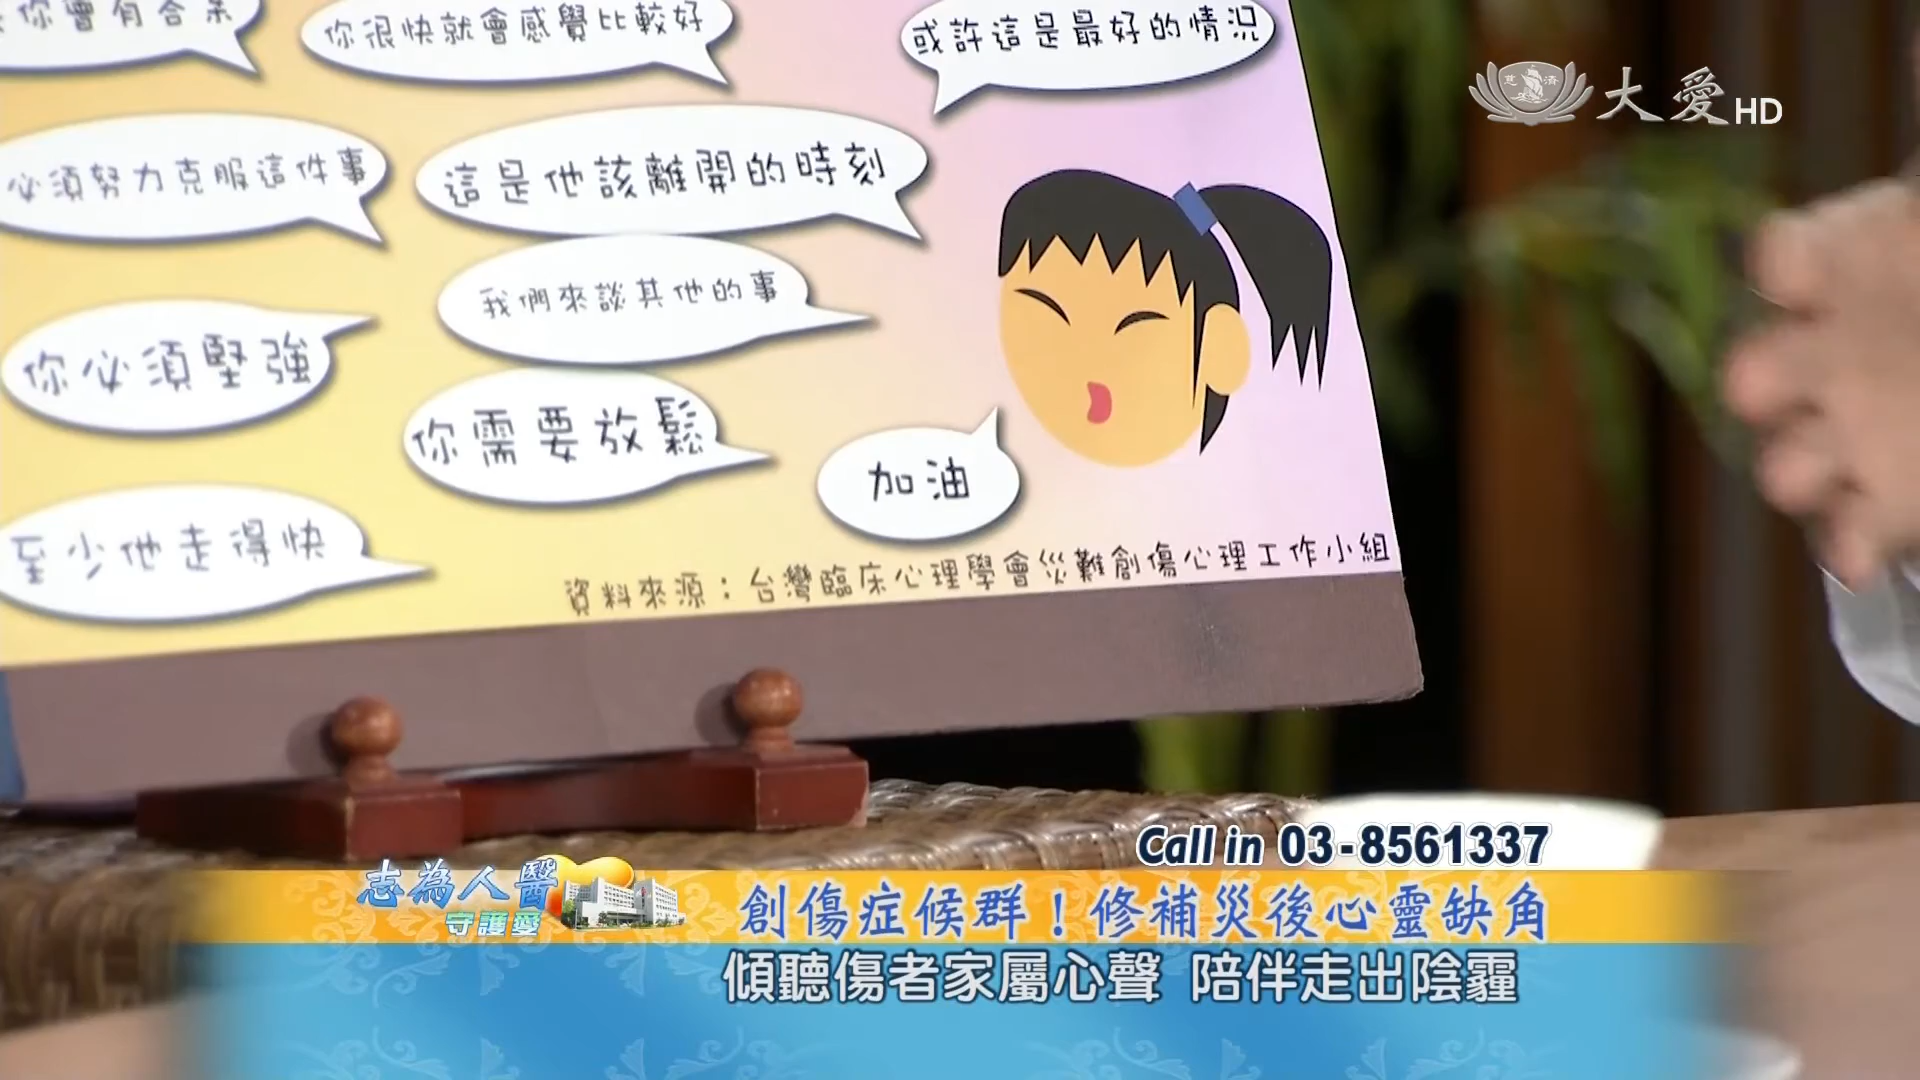 你會有合
你很快就會感覺比較好
或許這是最好的情況
慈濟
大愛HD
必須努力克服這件事
這是他該離開的時刻
我們來談其他的事
你必須堅強
你需要放鬆
加油
至少他走得快
資料來源：台灣臨床心理學會災難創傷心理工作小組
Call in 03-8561337
志為人醫
守護愛
創傷症候群！修補災後心靈缺角
傾聽傷者家屬心聲 陪伴走出陰霾